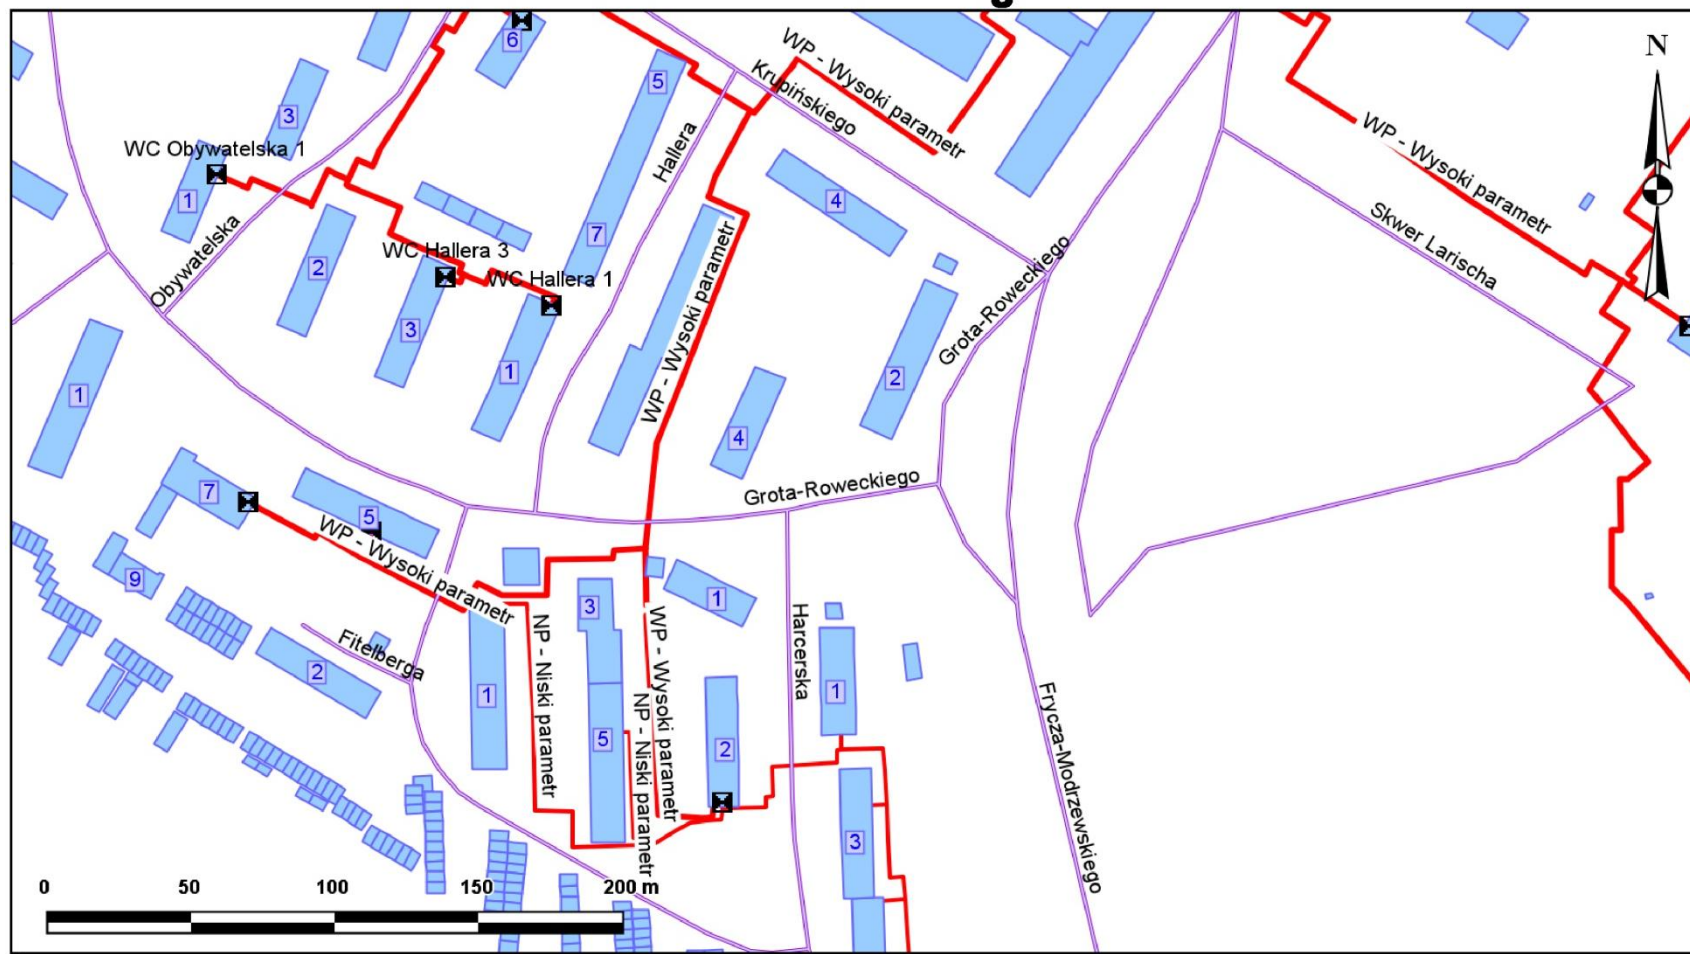 N
6
5
WP - Wysoki parametr
Krupińskiego
3
WC Obywatelska 1
Hallera
WP - Wysoki parametr
1
4
Skwer Larischa
Obywatelska
2
WC Hallera 3
7
WP - Wysoki parametr
Grota-Roweckiego
WC Hallera 1
3
1
2
1
4
7
5
Grota-Roweckiego
WP - Wysoki parametr
9
3
1
Harcerska
1
Fitelberga
2
1
NP - Niski parametr
WP - Wysoki parametr
NP - Niski parametr
5
2
Frycza-Modrzewskiego
3
0 50 100 150 200 m